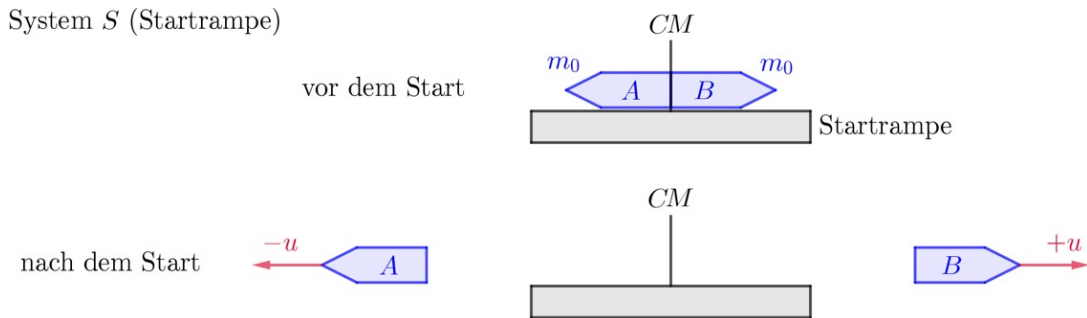 System S (Startrampe)
CM
m₀ m₀
vor dem Start A B
Startrampe
CM
−u +u
nach dem Start A B